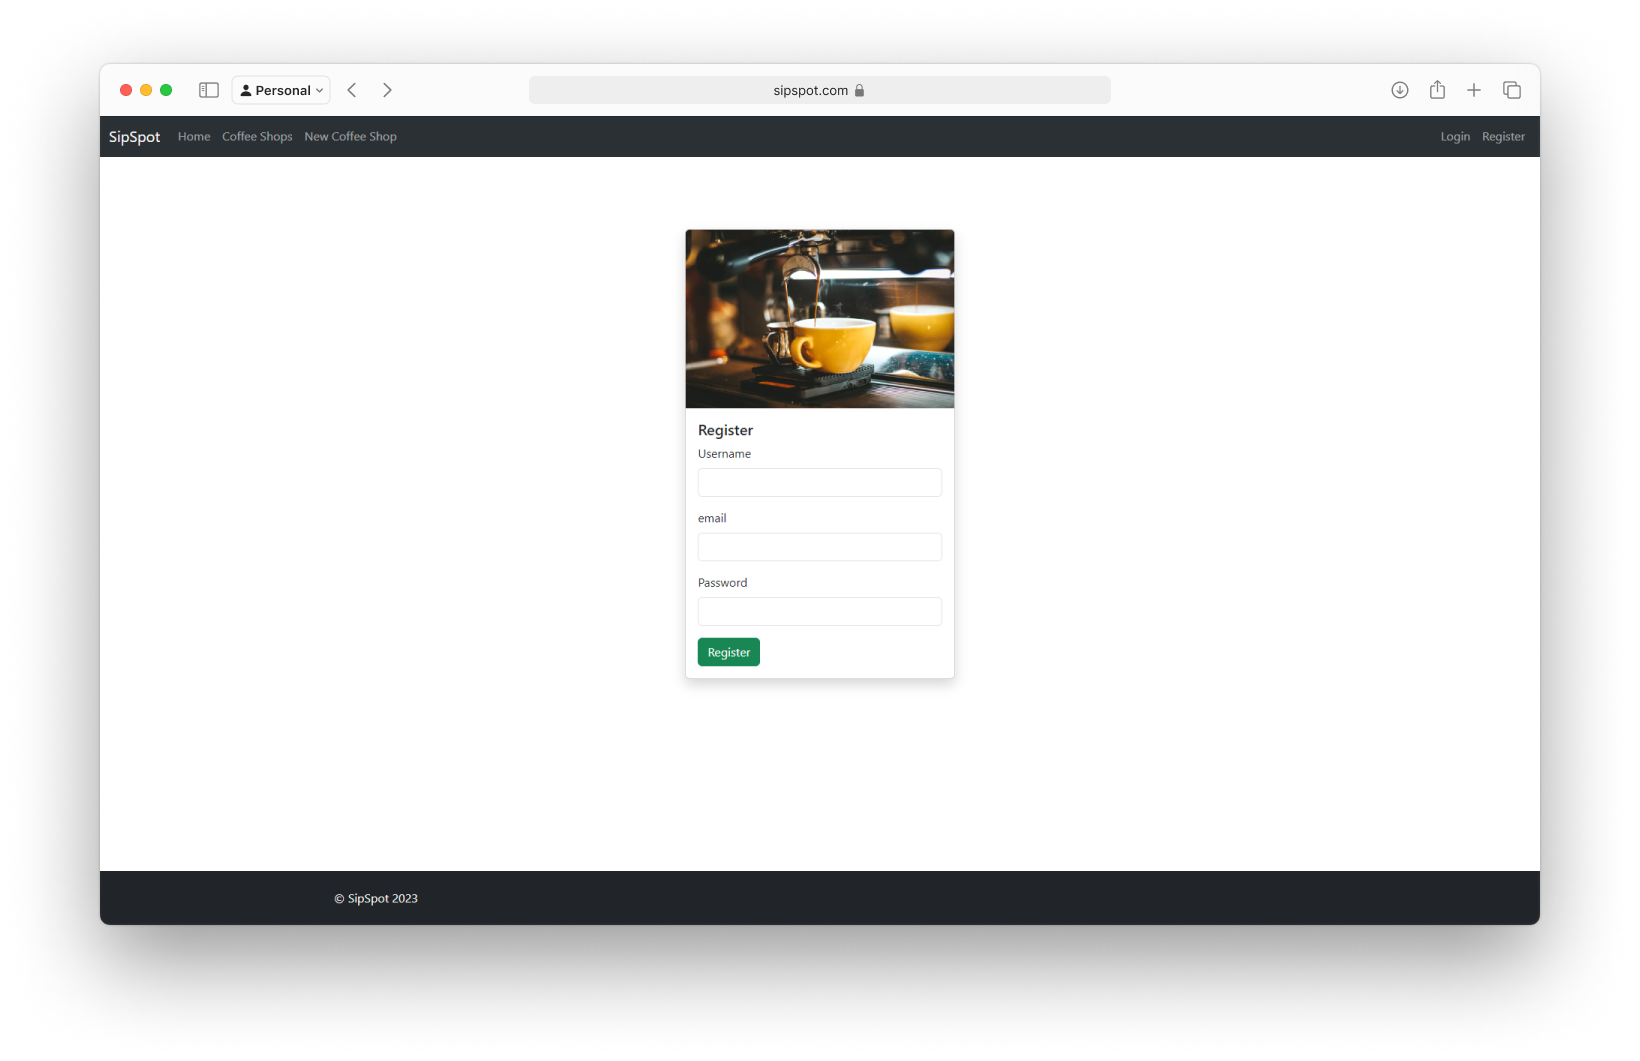 Personal
sipspot.com
SipSpot Home Coffee Shops New Coffee Shop Login Register
Register
Username
email
Password
Register
© SipSpot 2023